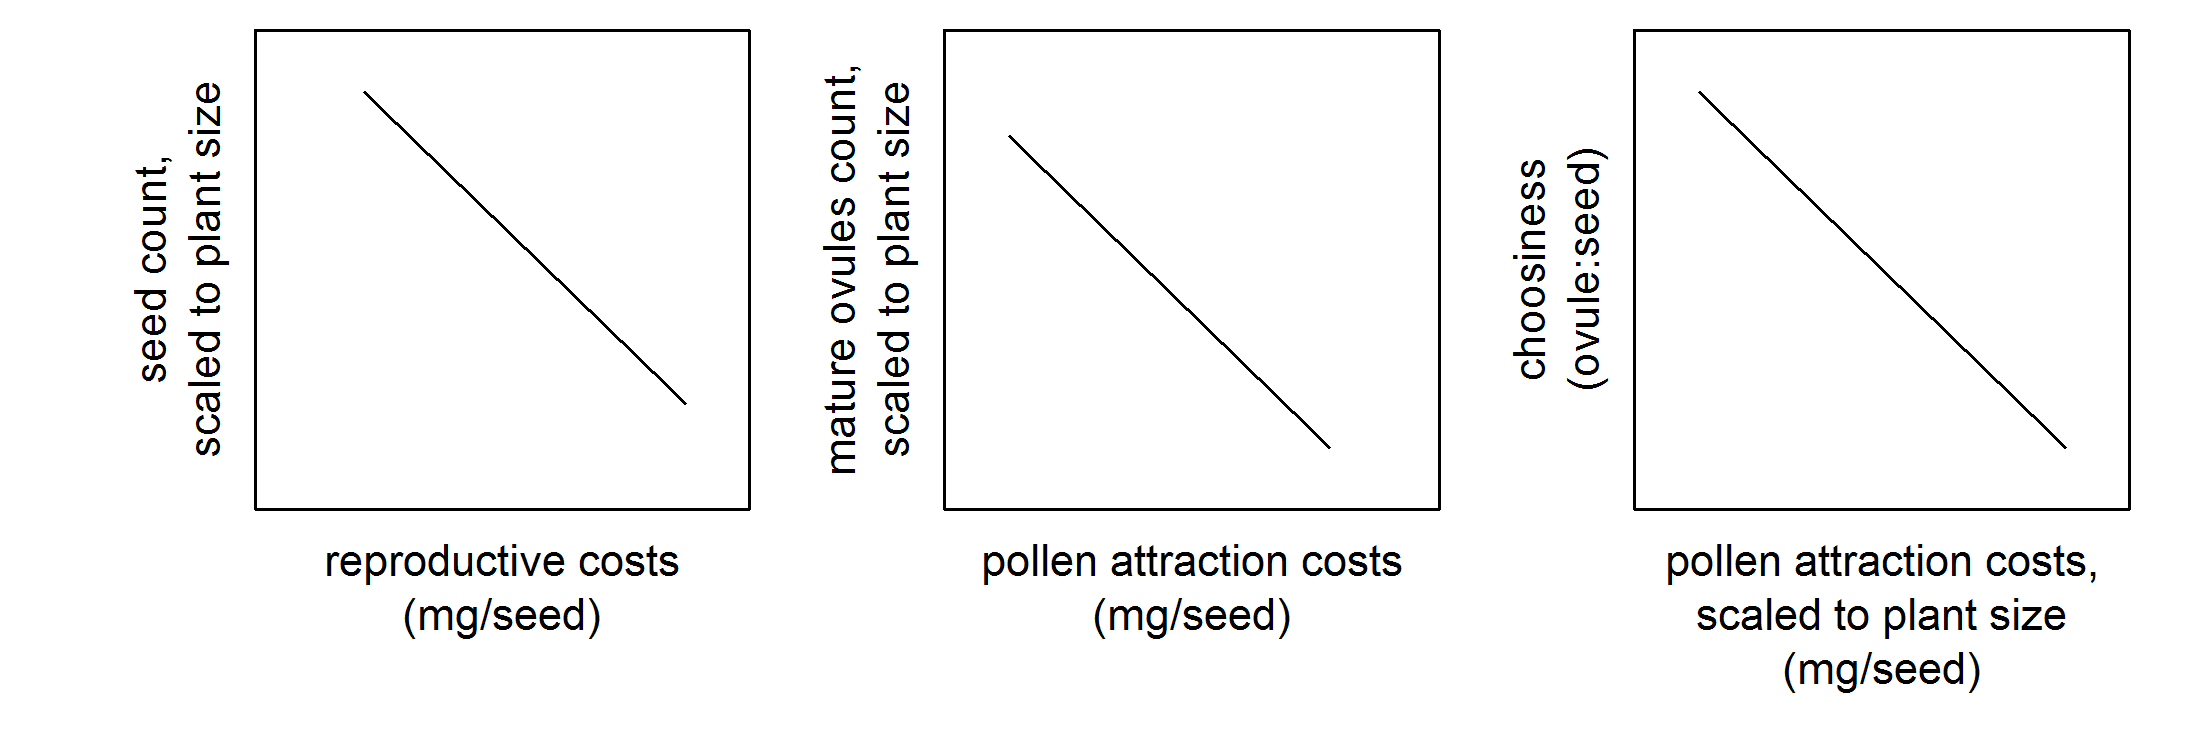 seed count,
scaled to plant size
reproductive costs
(mg/seed)
mature ovules count,
scaled to plant size
pollen attraction costs
(mg/seed)
choosiness
(ovule:seed)
pollen attraction costs,
scaled to plant size
(mg/seed)